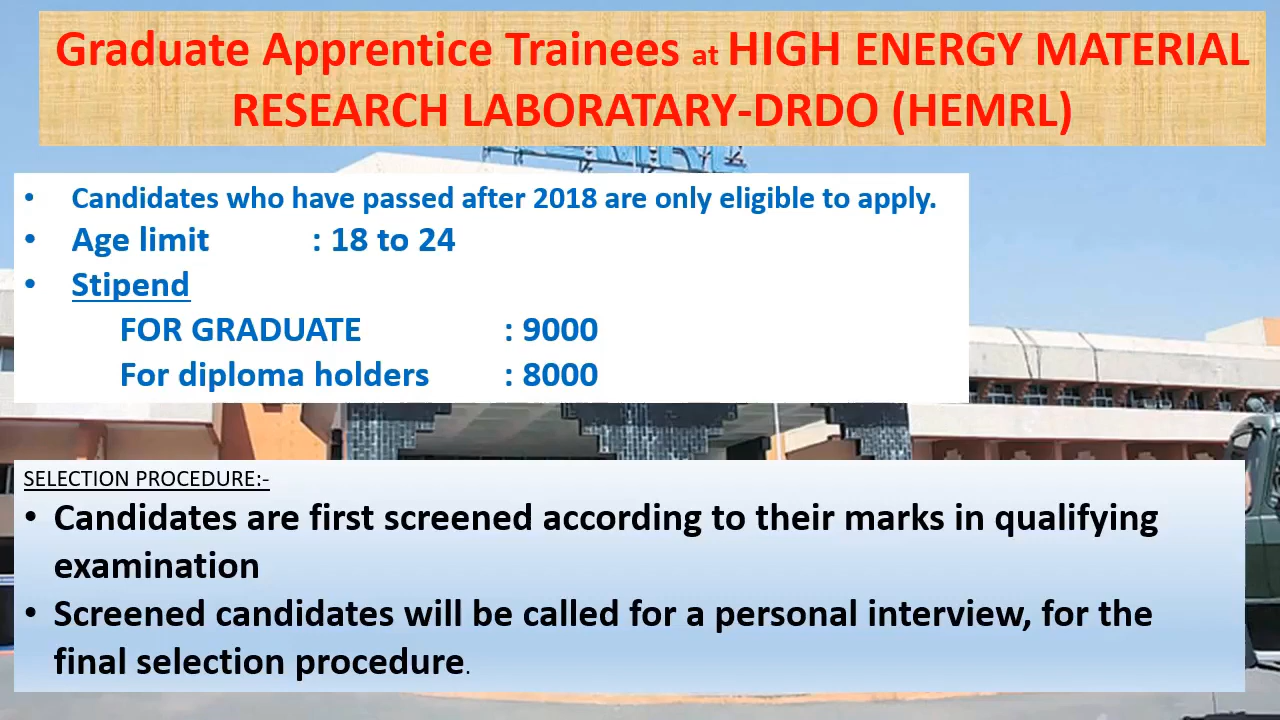 Graduate Apprentice Trainees at HIGH ENERGY MATERIAL
RESEARCH LABORATARY-DRDO (HEMRL)
• Candidates who have passed after 2018 are only eligible to apply.
• Age limit : 18 to 24
• Stipend
FOR GRADUATE : 9000
For diploma holders : 8000
SELECTION PROCEDURE:-
• Candidates are first screened according to their marks in qualifying
examination
• Screened candidates will be called for a personal interview, for the
final selection procedure.